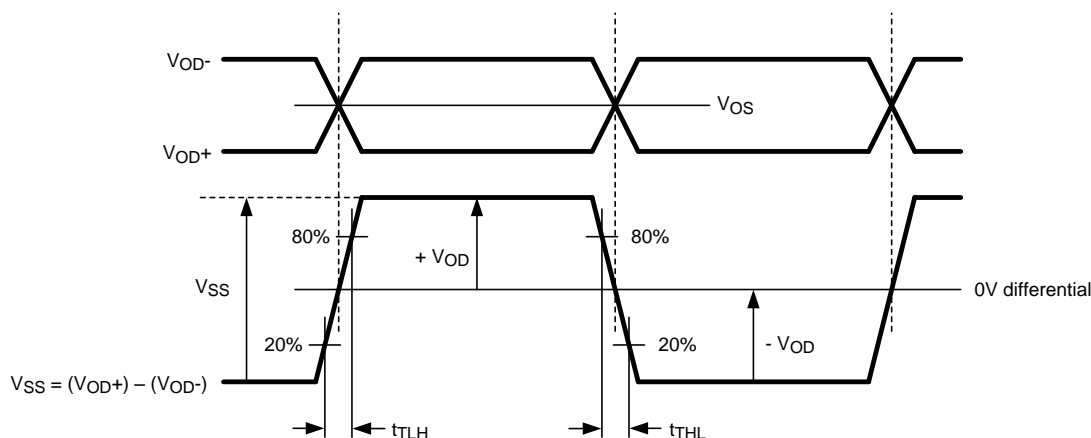 VOD-
VOS
VOD+
80%
80%
+ VOD
VSS
0V differential
20%
20%
- VOD
VSS = (VOD+) – (VOD-)
tTLH
tTHL